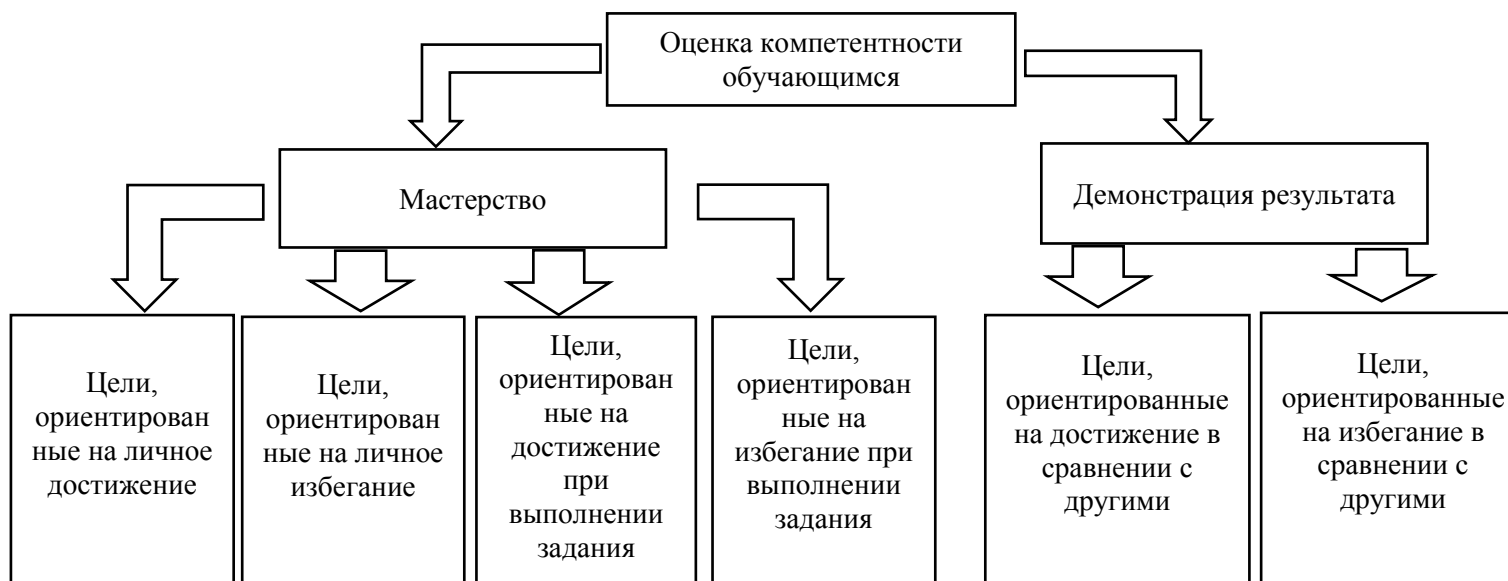 Оценка компетентности
обучающимся
Мастерство
Демонстрация результата
Цели,
ориентирован
ные на личное
достижение
Цели,
ориентирован
ные на личное
избегание
Цели,
ориентирован
ные на
достижение
при
выполнении
задания
Цели,
ориентирован
ные на
избегание при
выполнении
задания
Цели,
ориентированные
на достижение в
сравнении с
другими
Цели,
ориентированные
на избегание в
сравнении с
другими